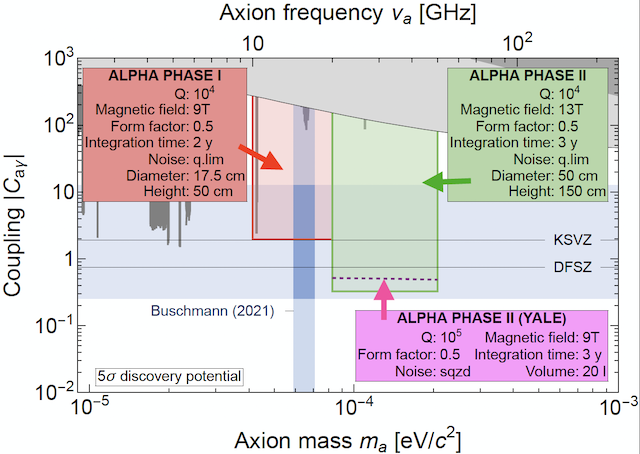 Axion frequency νₐ [GHz]
10
10²
10³
10²
10
1
10⁻¹
10⁻²
Coupling |Cₐᵧ|
ALPHA PHASE I
Q: 10⁴
Magnetic field: 9T
Form factor: 0.5
Integration time: 2 y
Noise: q.lim
Diameter: 17.5 cm
Height: 50 cm
ALPHA PHASE II
Q: 10⁴
Magnetic field: 13T
Form factor: 0.5
Integration time: 3 y
Noise: q.lim
Diameter: 50 cm
Height: 150 cm
KSVZ
DFSZ
Buschmann (2021)
ALPHA PHASE II (YALE)
Q: 10⁵ Magnetic field: 9T
Form factor: 0.5 Integration time: 3 y
Noise: sqzd Volume: 20 l
5σ discovery potential
10⁻⁵
10⁻⁴
10⁻³
Axion mass mₐ [eV/c²]